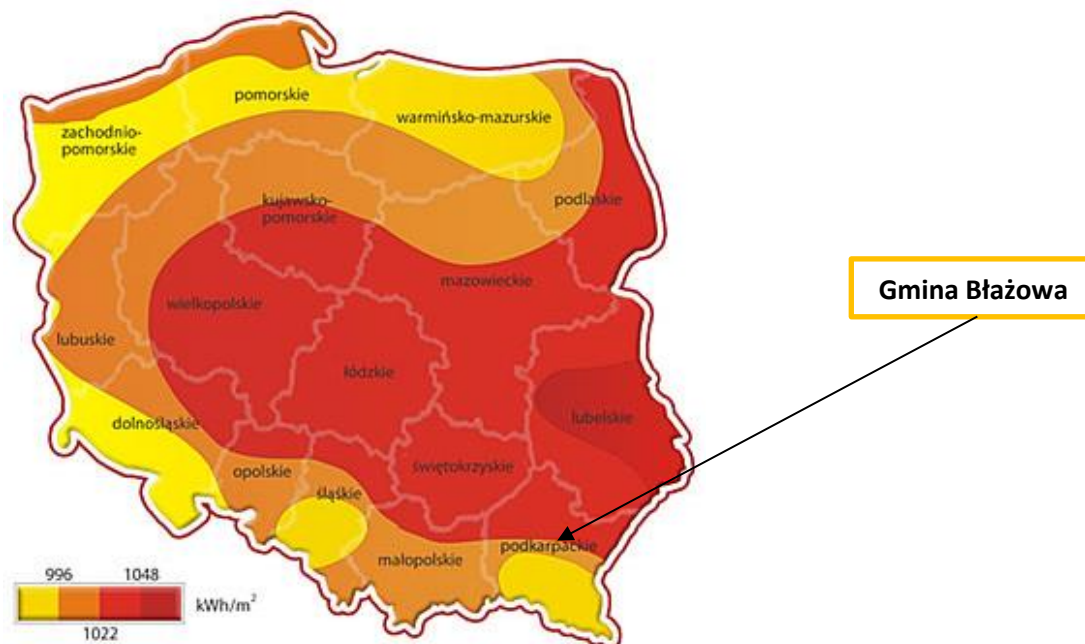 pomorskie
warmińsko-mazurskie
zachodnio-
pomorskie
podlaskie
kujawsko-
pomorskie
mazowieckie
Gmina Błażowa
wielkopolskie
lubuskie
łódzkie
lubelskie
dolnośląskie
świętokrzyskie
opolskie
śląskie
podkarpackie
małopolskie
996 1048
kWh/m²
1022